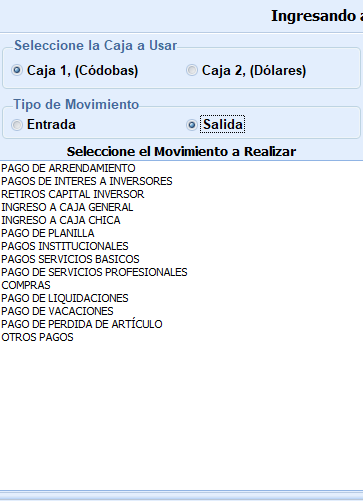 Ingresando a
Seleccione la Caja a Usar
Caja 1, (Códobas)
Caja 2, (Dólares)
Tipo de Movimiento
Entrada
Salida
Seleccione el Movimiento a Realizar
PAGO DE ARRENDAMIENTO
PAGOS DE INTERES A INVERSORES
RETIROS CAPITAL INVERSOR
INGRESO A CAJA GENERAL
INGRESO A CAJA CHICA
PAGO DE PLANILLA
PAGOS INSTITUCIONALES
PAGOS SERVICIOS BASICOS
PAGO DE SERVICIOS PROFESIONALES
COMPRAS
PAGO DE LIQUIDACIONES
PAGO DE VACACIONES
PAGO DE PERDIDA DE ARTÍCULO
OTROS PAGOS